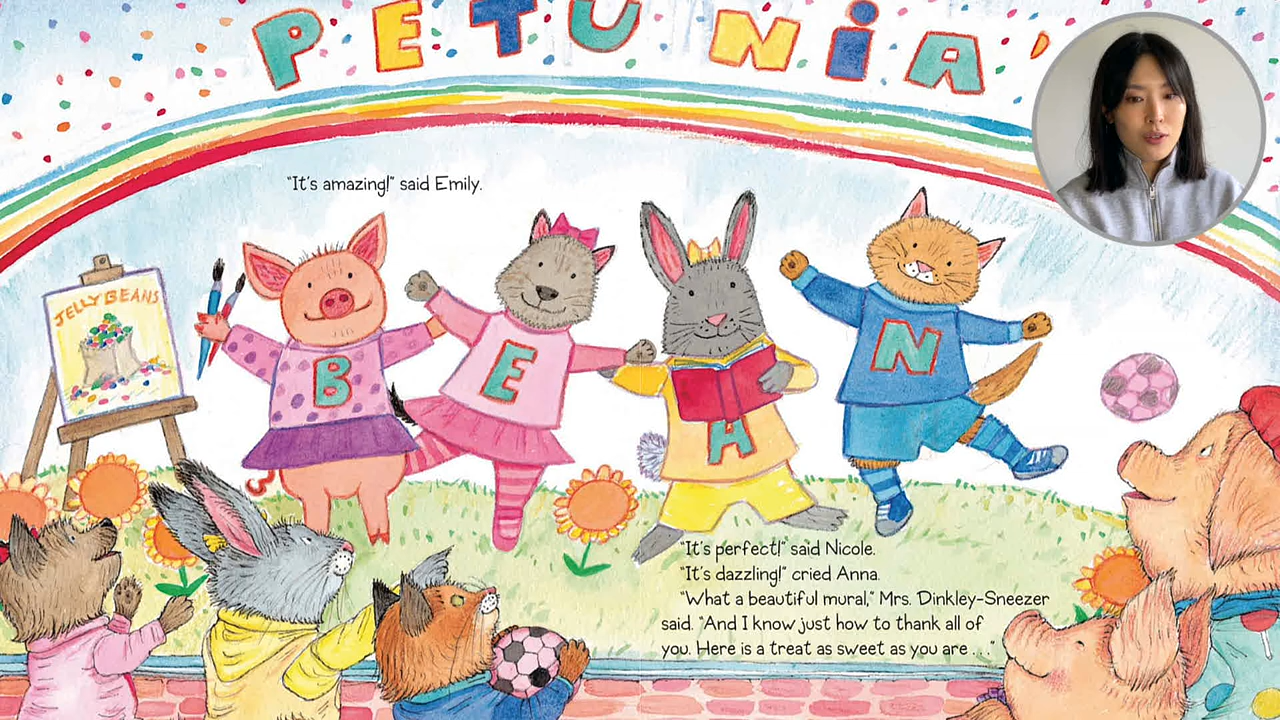 PETUNIA'
"It's amazing!" said Emily.
JELLY BEANS
B
E
A
N
"It's perfect!" said Nicole.
"It's dazzling!" cried Anna.
"What a beautiful mural," Mrs. Dinkley-Sneezer
said. "And I know just how to thank all of
you. Here is a treat as sweet as you are . . ."